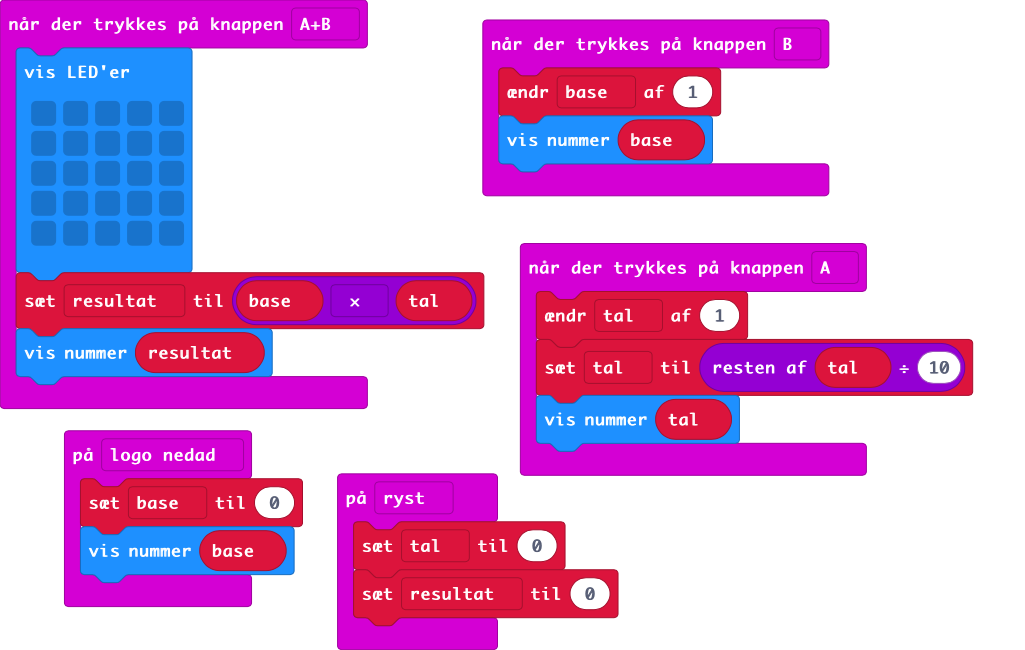 når der trykkes på knappen A+B
vis LED'er
sæt resultat til base × tal
vis nummer resultat
når der trykkes på knappen B
ændr base af 1
vis nummer base
når der trykkes på knappen A
ændr tal af 1
sæt tal til resten af tal ÷ 10
vis nummer tal
på logo nedad
sæt base til 0
vis nummer base
på ryst
sæt tal til 0
sæt resultat til 0